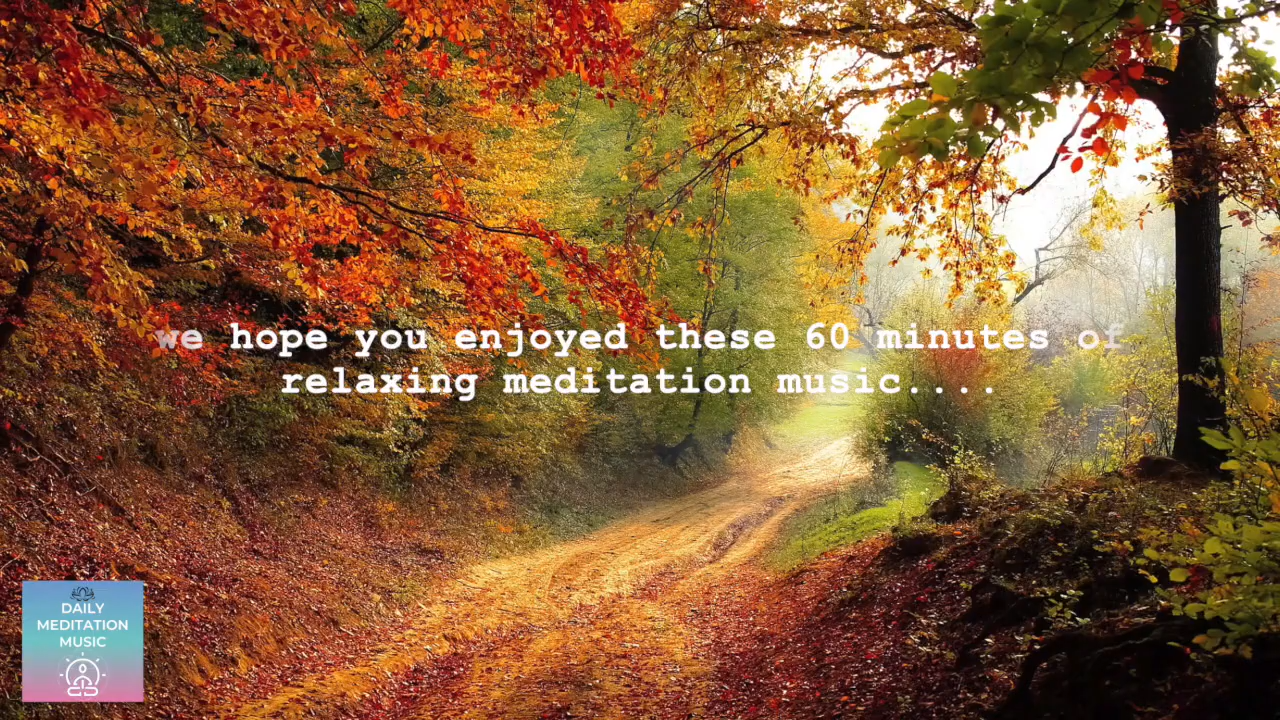 we hope you enjoyed these 60 minutes of
relaxing meditation music....
DAILY
MEDITATION
MUSIC